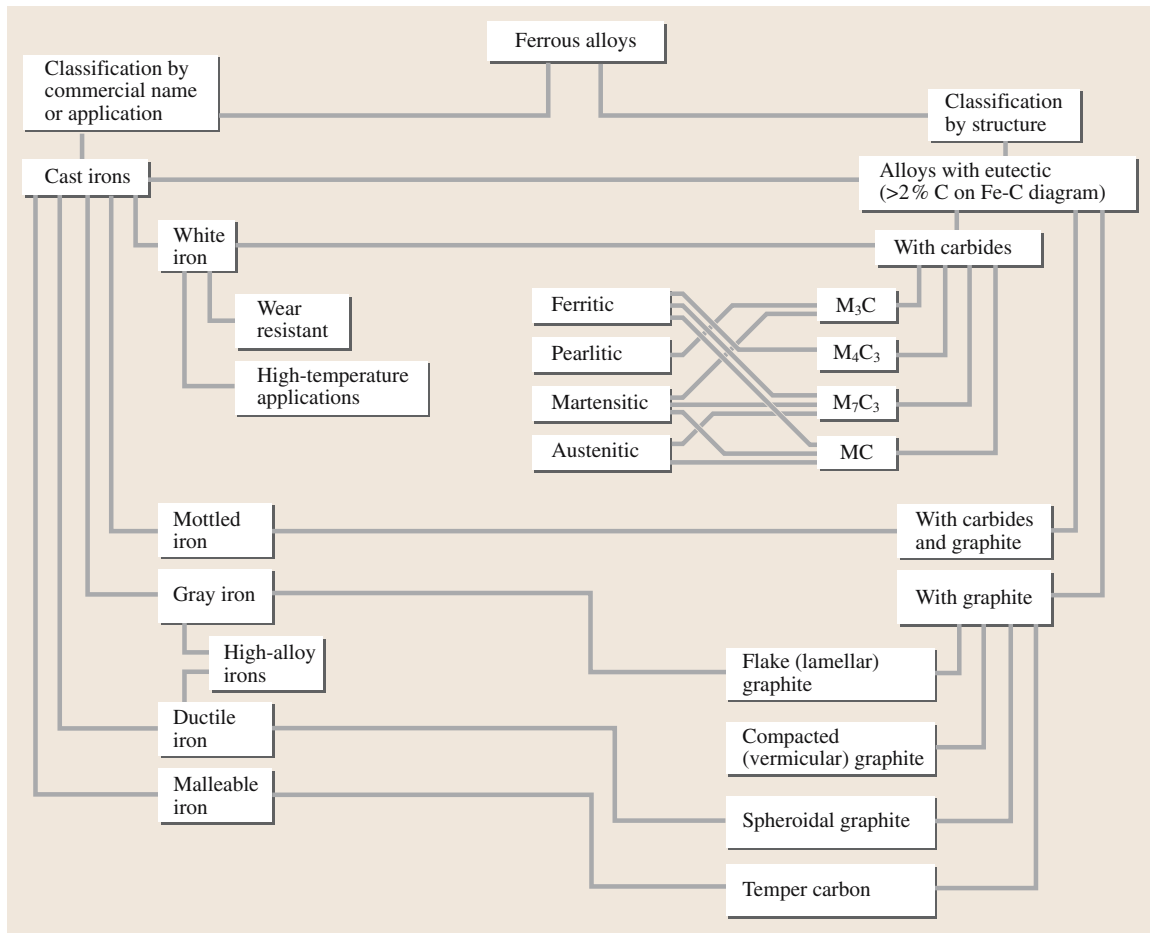 Ferrous alloys
Classification by
commercial name
or application
Classification
by structure
Cast irons
Alloys with eutectic
(>2% C on Fe-C diagram)
White
iron
With carbides
Wear
resistant
High-temperature
applications
Ferritic
Pearlitic
Martensitic
Austenitic
M₃C
M₄C₃
M₇C₃
MC
Mottled
iron
With carbides
and graphite
Gray iron
With graphite
High-alloy
irons
Flake (lamellar)
graphite
Ductile
iron
Compacted
(vermicular) graphite
Malleable
iron
Spheroidal graphite
Temper carbon